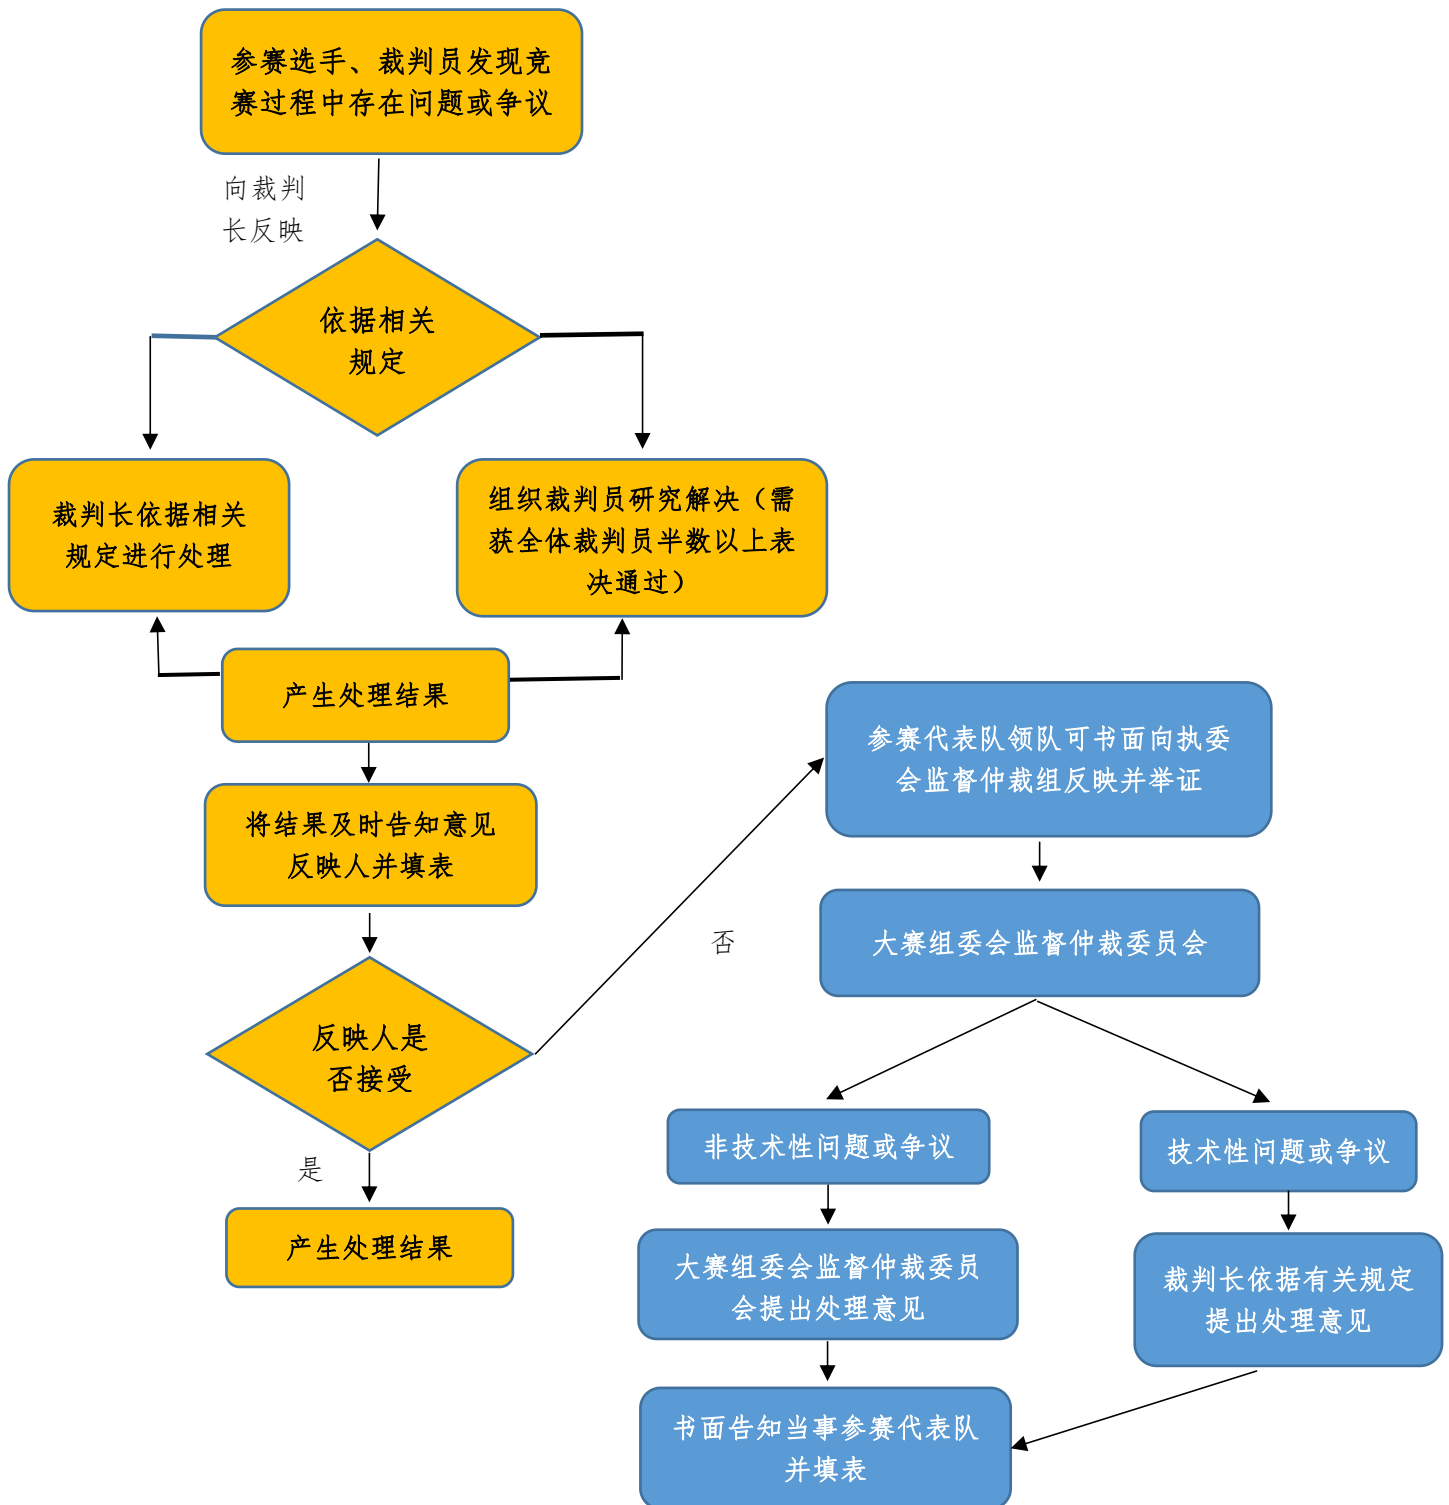 参赛选手、裁判员发现竞
赛过程中存在问题或争议
向裁判
长反映
依据相关
规定
裁判长依据相关
规定进行处理
组织裁判员研究解决（需
获全体裁判员半数以上表
决通过）
产生处理结果
将结果及时告知意见
反映人并填表
反映人是
否接受
是
产生处理结果
否
参赛代表队领队可书面向执委
会监督仲裁组反映并举证
大赛组委会监督仲裁委员会
非技术性问题或争议
技术性问题或争议
大赛组委会监督仲裁委员
会提出处理意见
裁判长依据有关规定
提出处理意见
书面告知当事参赛代表队
并填表